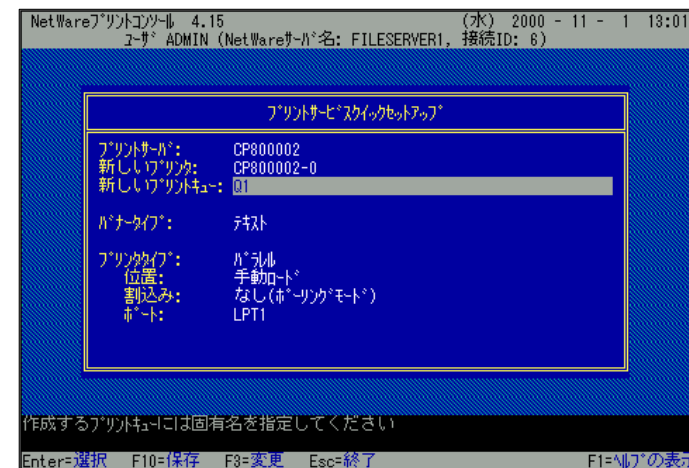 NetWareﾌﾟﾘﾝﾄｺﾝｿｰﾙ 4.15 (水) 2000 - 11 - 1 13:01
ﾕｰｻﾞ ADMIN (NetWareｻｰﾊﾞ名: FILESERVER1, 接続ID: 6)
ﾌﾟﾘﾝﾄｻｰﾋﾞｽｸｲｯｸｾｯﾄｱｯﾌﾟ
ﾌﾟﾘﾝﾄｻｰﾊﾞ: CP800002
新しいﾌﾟﾘﾝﾀ: CP800002-0
新しいﾌﾟﾘﾝﾄｷｭｰ: Q1
ﾊﾞﾅｰﾀｲﾌﾟ: ﾃｷｽﾄ
ﾌﾟﾘﾝﾀﾀｲﾌﾟ: ﾊﾟﾗﾚﾙ
位置: 手動ﾛｰﾄﾞ
割込み: なし(ﾎﾟｰﾘﾝｸﾞﾓｰﾄﾞ)
ﾎﾟｰﾄ: LPT1
作成するﾌﾟﾘﾝﾄｷｭｰには固有名を指定してください
Enter=選択 F10=保存 F3=変更 Esc=終了 F1=ﾍﾙﾌﾟの表示